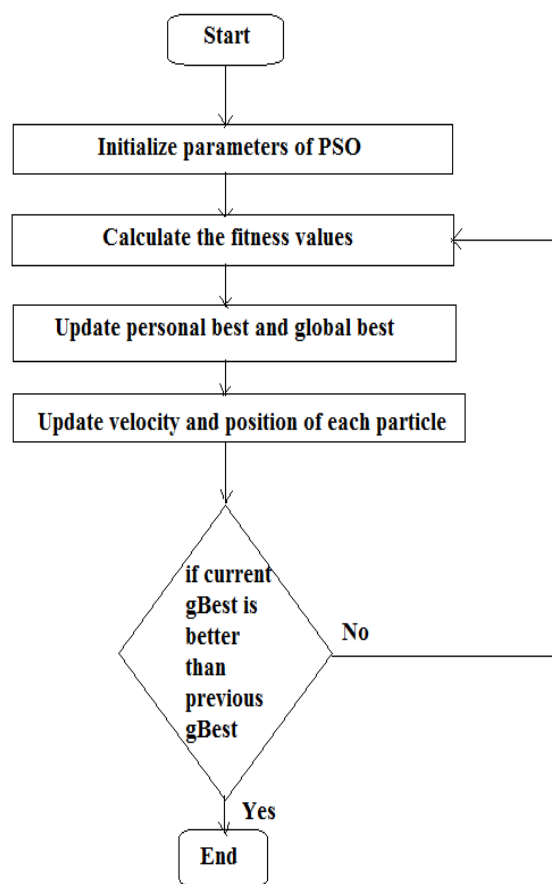 Start
Initialize parameters of PSO
Calculate the fitness values
Update personal best and global best
Update velocity and position of each particle
if current
gBest is
better
than
previous
gBest
No
Yes
End